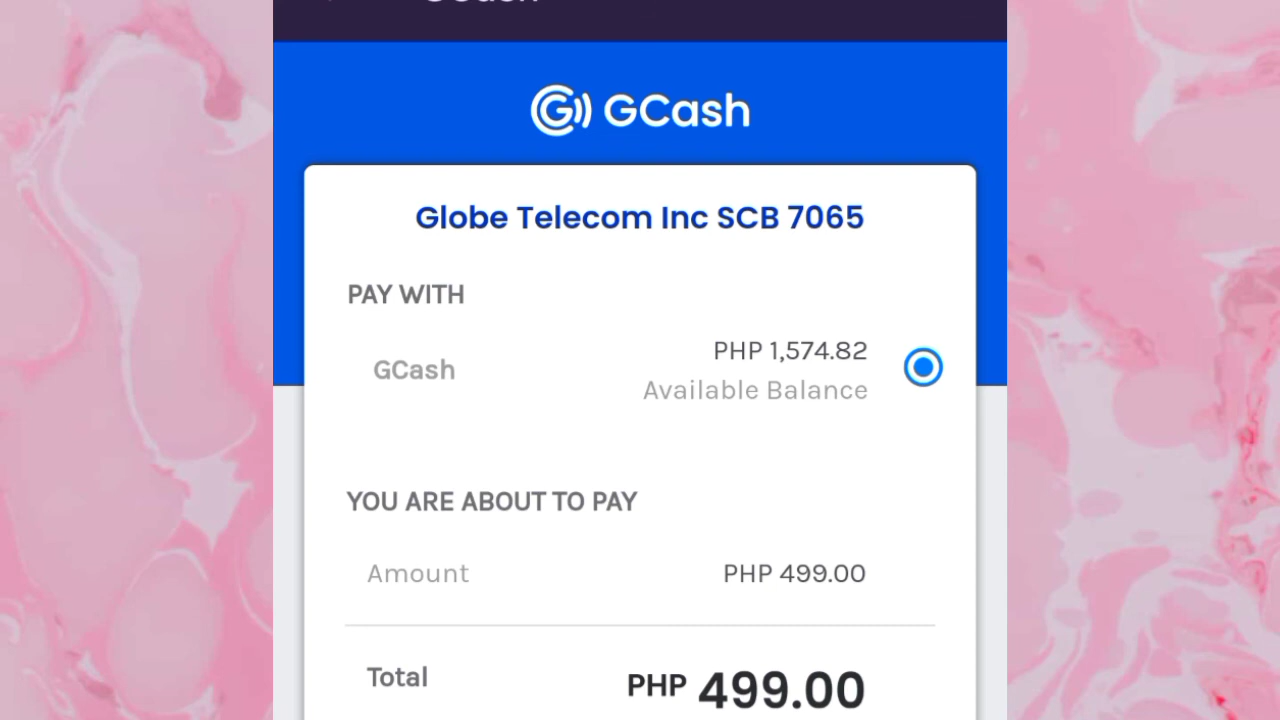 GCash
GCash
Globe Telecom Inc SCB 7065
PAY WITH
PHP 1,574.82
GCash
Available Balance
YOU ARE ABOUT TO PAY
Amount PHP 499.00
Total PHP 499.00